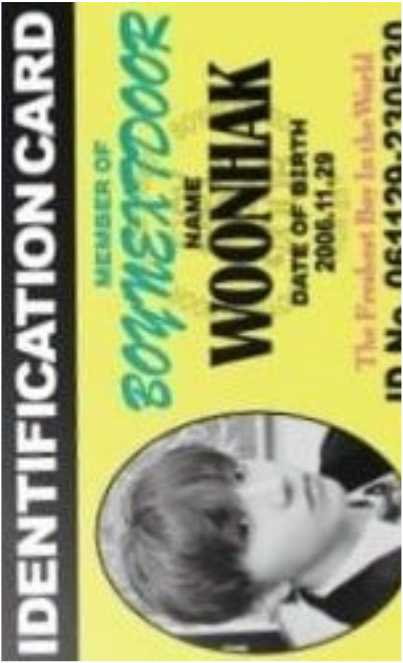 IDENTIFICATION CARD
MEMBER OF
BOYNEXTDOOR
NAME
WOONHAK
DATE OF BIRTH
2006.11.29
The Freshest Boy In the World
ID No. 061129-230530